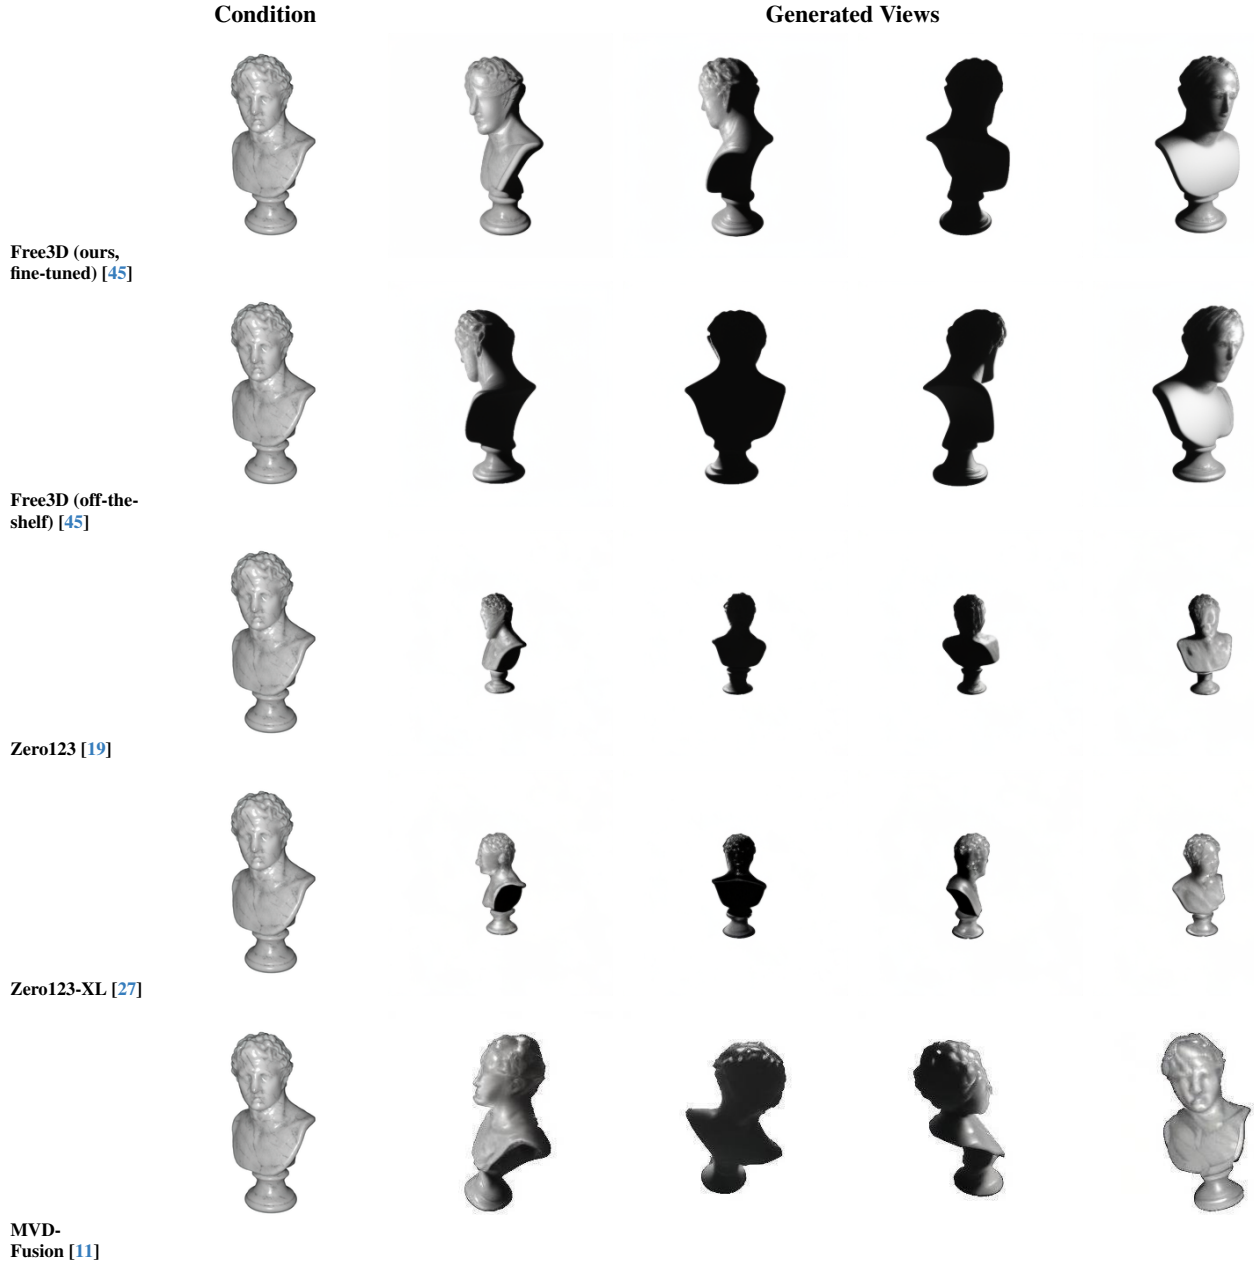 Condition
Generated Views
Free3D (ours,
fine-tuned) [45]
Free3D (off-the-
shelf) [45]
Zero123 [19]
Zero123-XL [27]
MVD-
Fusion [11]